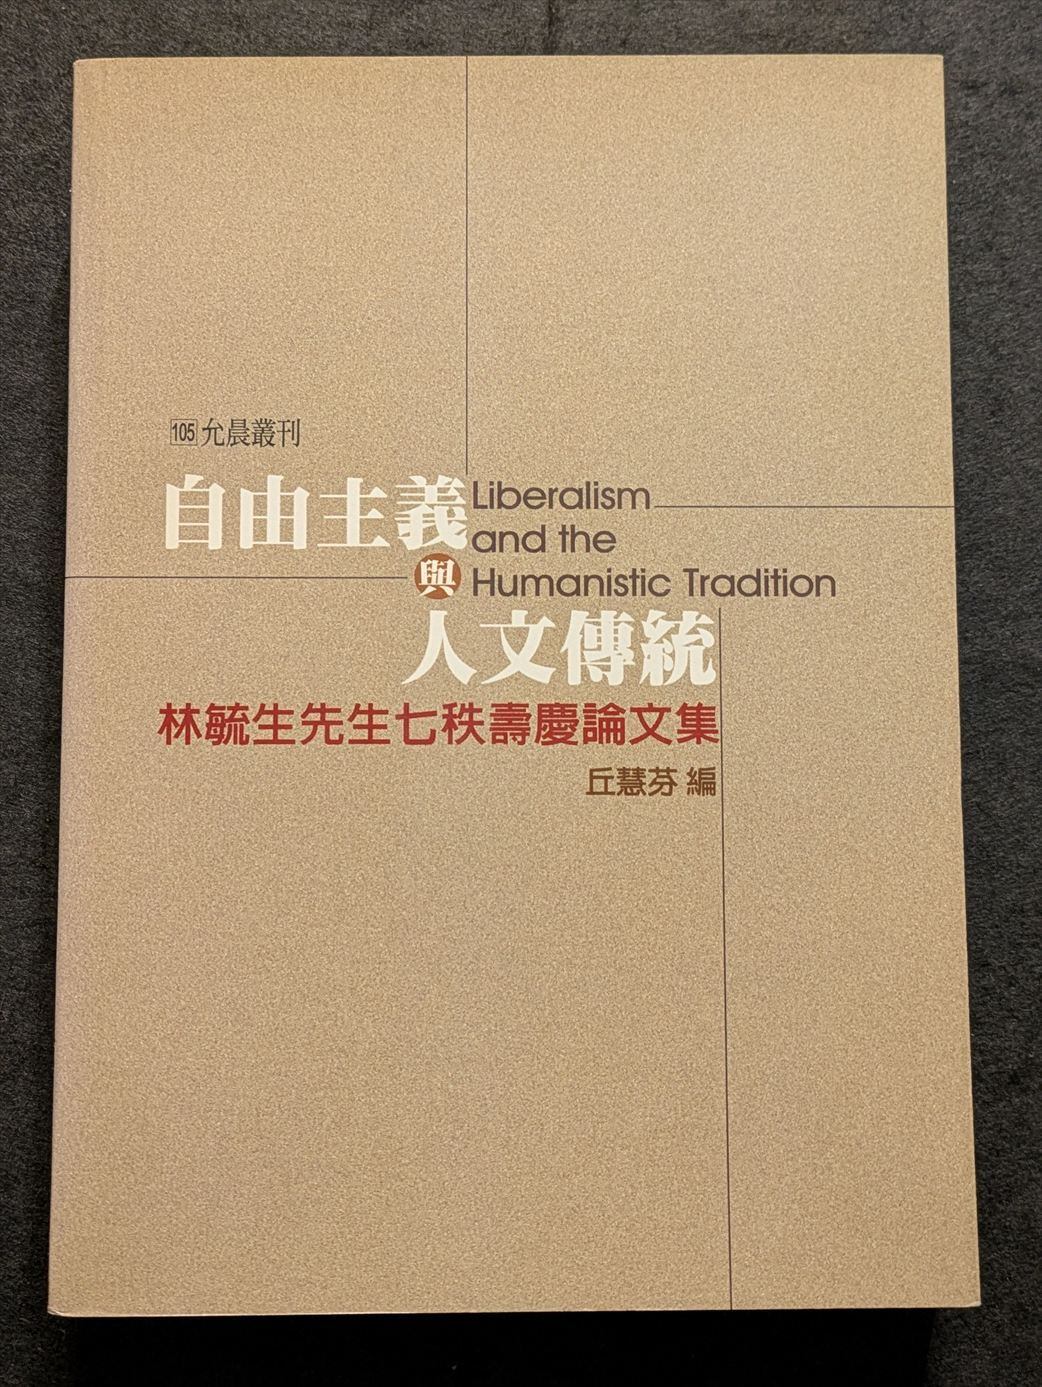 105 允晨叢刊
自由主義
Liberalism
and the
與
Humanistic Tradition
人文傳統
林毓生先生七秩壽慶論文集
丘慧芬 編